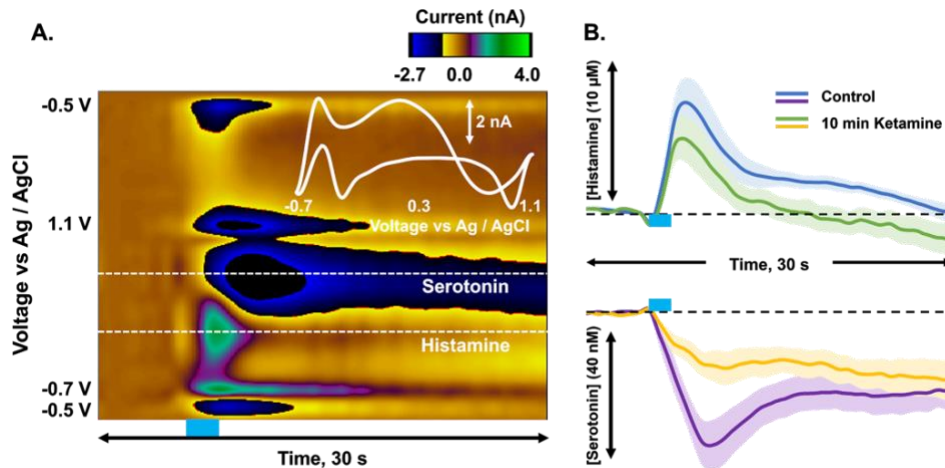 A.
Current (nA)
-2.7 0.0 4.0
-0.5 V
1.1 V
-0.7 V
-0.5 V
Voltage vs Ag / AgCl
2 nA
-0.7 0.3 1.1
Voltage vs Ag / AgCl
Serotonin
Histamine
Time, 30 s
B.
[Histamine] (10 µM)
Control
10 min Ketamine
Time, 30 s
[Serotonin] (40 nM)